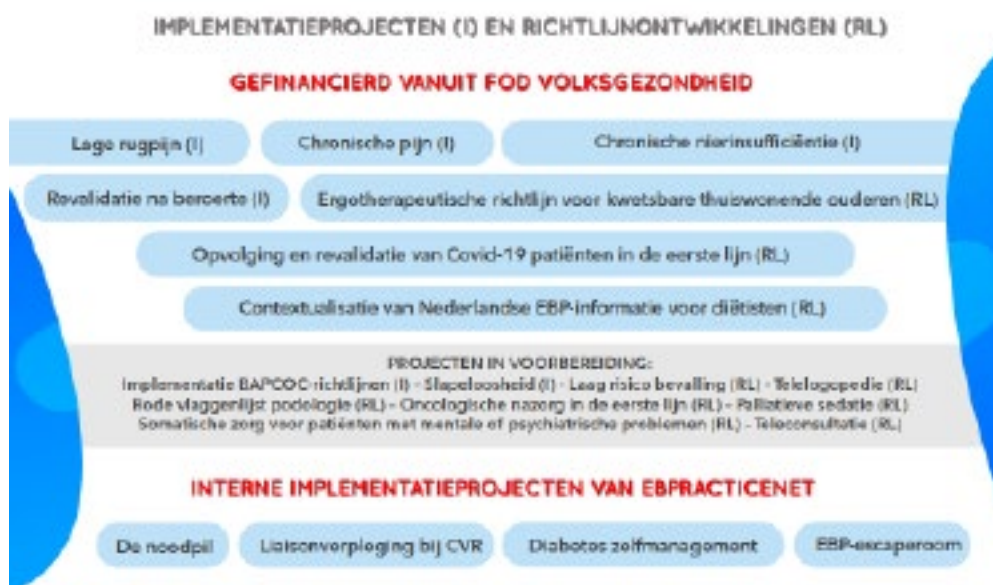 IMPLEMENTATIEPROJECTEN (I) EN RICHTLIJNONTWIKKELINGEN (RL)
GEFINANCIERD VANUIT FOD VOLKSGEZONDHEID
Lage rugpijn (I)
Chronische pijn (I)
Chronische nierinsufficiëntie (I)
Revalidatie na beroerte (I)
Ergotherapeutische richtlijn voor kwetsbare thuiswonende ouderen (RL)
Opvolging en revalidatie van Covid-19 patiënten in de eerste lijn (RL)
Contextualisatie van Nederlandse EBP-informatie voor diëtisten (RL)
PROJECTEN IN VOORBEREIDING:
Implementatie BAPCOC-richtlijnen (I) - Slapeloosheid (I) - Laag risico bevalling (RL) - Telelogopedie (RL)
Rode vlaggenlijst podologie (RL) - Oncologische nazorg in de eerste lijn (RL) - Palliatieve sedatie (RL)
Somatische zorg voor patiënten met mentale of psychiatrische problemen (RL) - Teleconsultatie (RL)
INTERNE IMPLEMENTATIEPROJECTEN VAN EBPRACTICENET
De noodpil
Liaisonverpleging bij CVR
Diabetes zelfmanagement
EBP-escaperoom